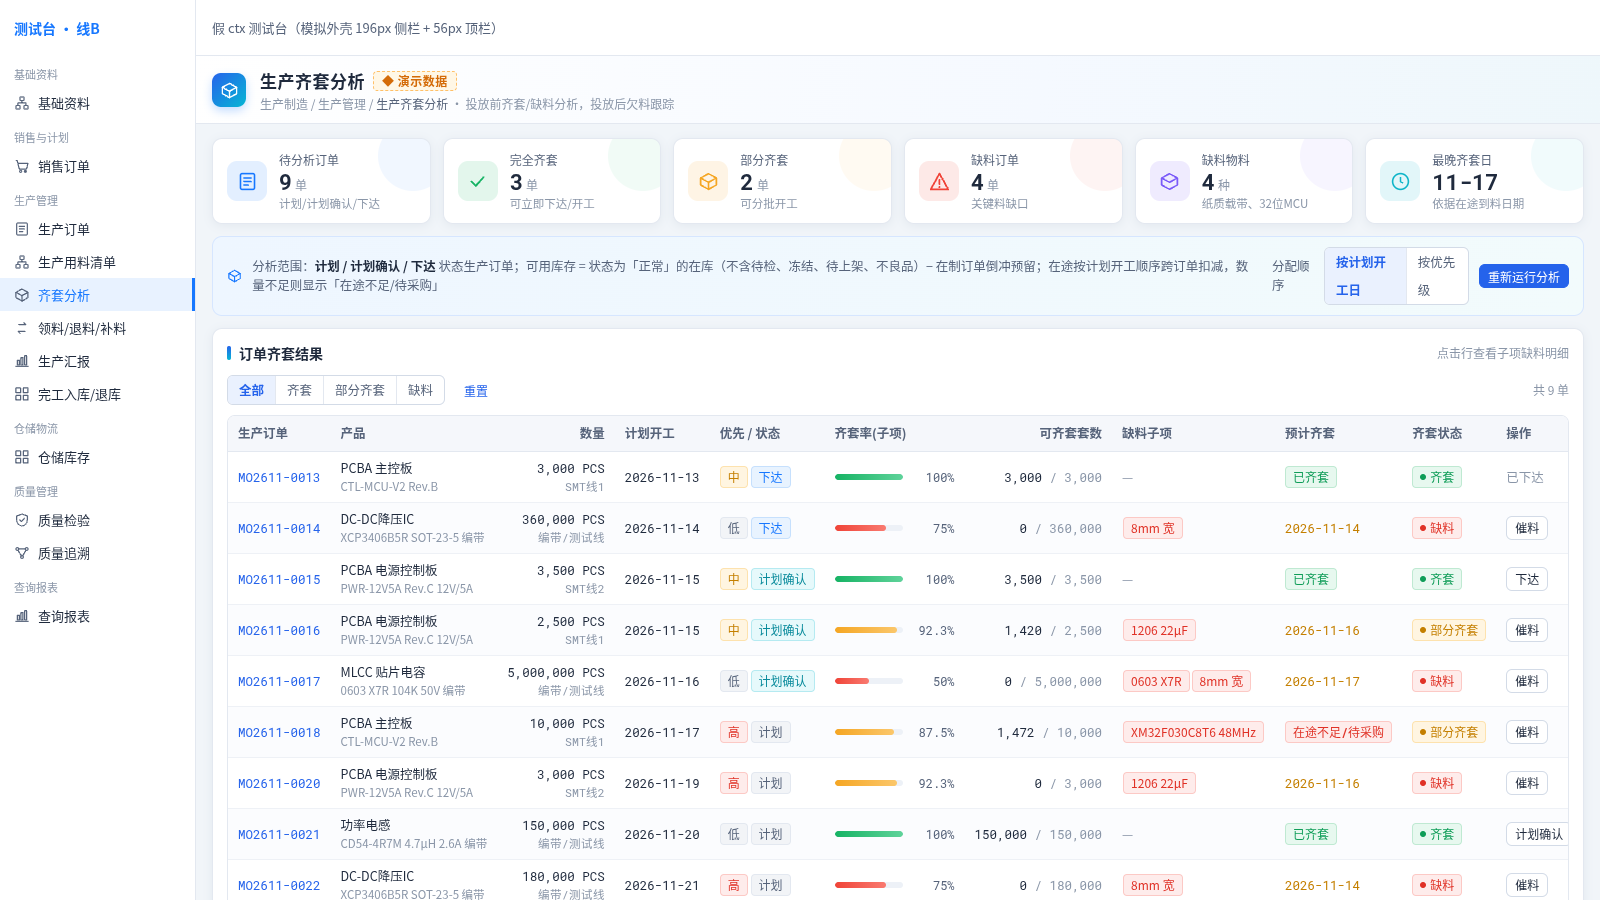 测试台 · 线B
假 ctx 测试台（模拟外壳 196px 侧栏 + 56px 顶栏）
基础资料
基础资料
销售与计划
销售订单
生产管理
生产订单
生产用料清单
齐套分析
领料/退料/补料
生产汇报
完工入库/退库
仓储物流
仓储库存
质量管理
质量检验
质量追溯
查询报表
查询报表
生产齐套分析 ◆ 演示数据
生产制造 / 生产管理 / 生产齐套分析 · 投放前齐套/缺料分析，投放后欠料跟踪
待分析订单
9 单
计划/计划确认/下达
完全齐套
3 单
可立即下达/开工
部分齐套
2 单
可分批开工
缺料订单
4 单
关键料缺口
缺料物料
4 种
纸质载带、32位MCU
最晚齐套日
11-17
依据在途到料日期
分析范围：计划 / 计划确认 / 下达 状态生产订单；可用库存 = 状态为「正常」的在库（不含待检、冻结、待上架、不良品）− 在制订单倒冲预留；在途按计划开工顺序跨订单扣减，数
量不足则显示「在途不足/待采购」
分配顺
序
按计划开
工日
按优先
级
重新运行分析
订单齐套结果
点击行查看子项缺料明细
全部 齐套 部分齐套 缺料 重置
共 9 单
生产订单 产品 数量 计划开工 优先 / 状态 齐套率(子项) 可齐套套数 缺料子项 预计齐套 齐套状态 操作
MO2611-0013 PCBA 主控板 3,000 PCS 2026-11-13 中 下达 100% 3,000 / 3,000 — 已齐套 齐套 已下达
CTL-MCU-V2 Rev.B SMT线1
MO2611-0014 DC-DC降压IC 360,000 PCS 2026-11-14 低 下达 75% 0 / 360,000 8mm 宽 2026-11-14 缺料 催料
XCP3406B5R SOT-23-5 编带 编带/测试线
MO2611-0015 PCBA 电源控制板 3,500 PCS 2026-11-15 中 计划确认 100% 3,500 / 3,500 — 已齐套 齐套 下达
PWR-12V5A Rev.C 12V/5A SMT线2
MO2611-0016 PCBA 电源控制板 2,500 PCS 2026-11-15 中 计划确认 92.3% 1,420 / 2,500 1206 22μF 2026-11-16 部分齐套 催料
PWR-12V5A Rev.C 12V/5A SMT线1
MO2611-0017 MLCC 贴片电容 5,000,000 PCS 2026-11-16 低 计划确认 50% 0 / 5,000,000 0603 X7R 8mm 宽 2026-11-17 缺料 催料
0603 X7R 104K 50V 编带 编带/测试线
MO2611-0018 PCBA 主控板 10,000 PCS 2026-11-17 高 计划 87.5% 1,472 / 10,000 XM32F030C8T6 48MHz 在途不足/待采购 部分齐套 催料
CTL-MCU-V2 Rev.B SMT线1
MO2611-0020 PCBA 电源控制板 3,000 PCS 2026-11-19 高 计划 92.3% 0 / 3,000 1206 22μF 2026-11-16 缺料 催料
PWR-12V5A Rev.C 12V/5A SMT线2
MO2611-0021 功率电感 150,000 PCS 2026-11-20 低 计划 100% 150,000 / 150,000 — 已齐套 齐套 计划确认
CD54-4R7M 4.7μH 2.6A 编带 编带/测试线
MO2611-0022 DC-DC降压IC 180,000 PCS 2026-11-21 高 计划 75% 0 / 180,000 8mm 宽 2026-11-14 缺料 催料
XCP3406B5R SOT-23-5 编带 编带/测试线